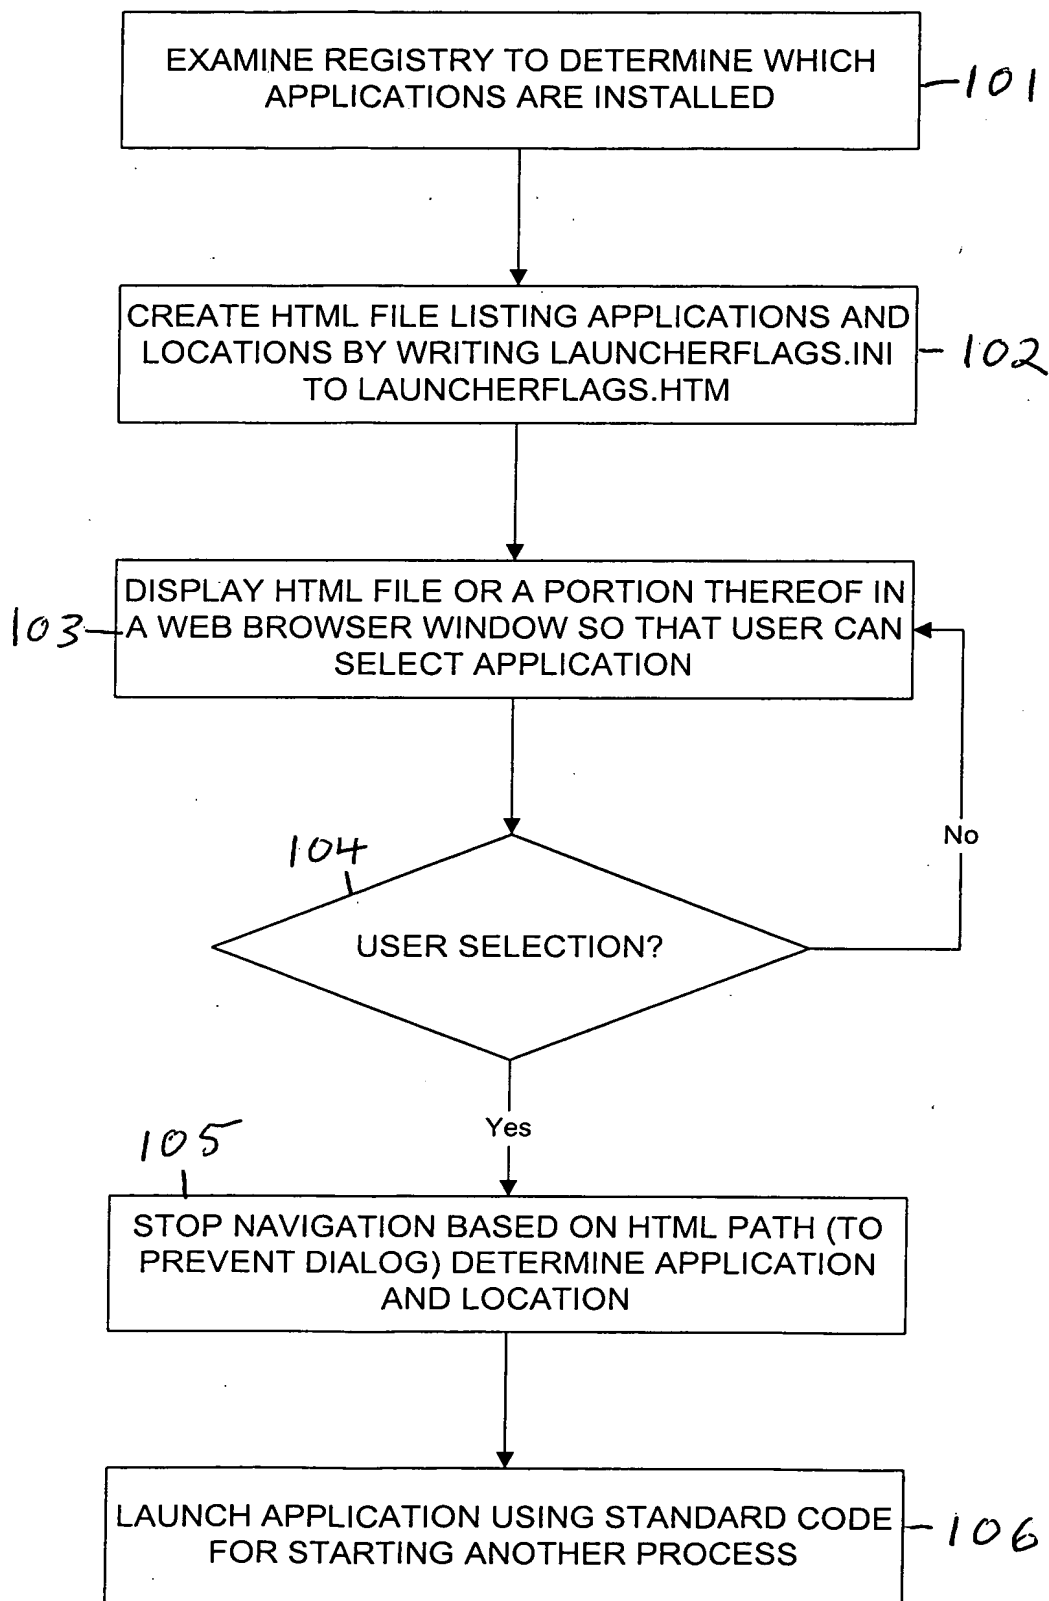 EXAMINE REGISTRY TO DETERMINE WHICH
APPLICATIONS ARE INSTALLED
101
CREATE HTML FILE LISTING APPLICATIONS AND
LOCATIONS BY WRITING LAUNCHERFLAGS.INI
TO LAUNCHERFLAGS.HTM
102
DISPLAY HTML FILE OR A PORTION THEREOF IN
A WEB BROWSER WINDOW SO THAT USER CAN
SELECT APPLICATION
103
No
104
USER SELECTION?
Yes
105
STOP NAVIGATION BASED ON HTML PATH (TO
PREVENT DIALOG) DETERMINE APPLICATION
AND LOCATION
LAUNCH APPLICATION USING STANDARD CODE
FOR STARTING ANOTHER PROCESS
106